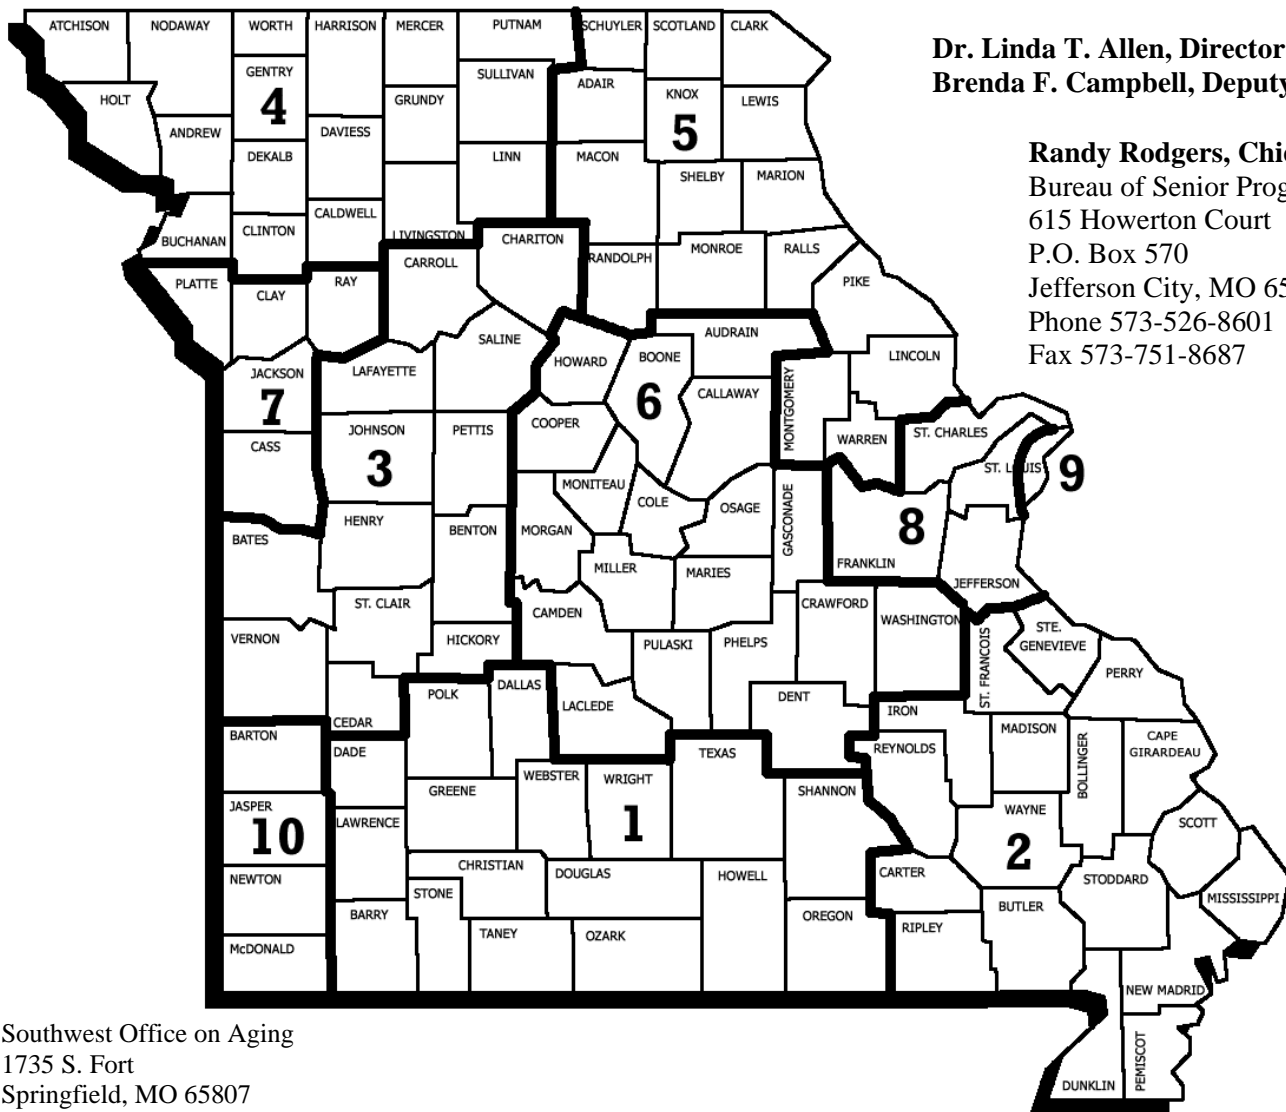 Dr. Linda T. Allen, Director
Brenda F. Campbell, Deputy
Randy Rodgers, Chie
Bureau of Senior Prog
615 Howerton Court
P.O. Box 570
Jefferson City, MO 65
Phone 573-526-8601
Fax 573-751-8687
ATCHISON
NODAWAY
WORTH
HARRISON
MERCER
PUTNAM
SCHUYLER
SCOTLAND
CLARK
GENTRY
4
SULLIVAN
ADAIR
HOLT
GRUNDY
KNOX
5
LEWIS
ANDREW
DAVIESS
DEKALB
LINN
MACON
SHELBY
MARION
CALDWELL
BUCHANAN
CLINTON
LIVINGSTON
CHARITON
CARROLL
RANDOLPH
MONROE
RALLS
PLATTE
CLAY
RAY
PIKE
SALINE
AUDRAIN
HOWARD
BOONE
6
LINCOLN
JACKSON
7
LAFAYETTE
CALLAWAY
MONTGOMERY
JOHNSON
3
PETTIS
COOPER
WARREN
ST. CHARLES
CASS
ST. LOUIS
9
MONITEAU
COLE
OSAGE
GASCONADE
HENRY
BENTON
MORGAN
8
BATES
MILLER
MARIES
FRANKLIN
JEFFERSON
ST. CLAIR
CAMDEN
CRAWFORD
WASHINGTON
VERNON
HICKORY
PULASKI
PHELPS
ST. FRANCOIS
STE.
GENEVIEVE
POLK
DALLAS
LACLEDE
DENT
PERRY
CEDAR
IRON
MADISON
BOLLINGER
CAPE
GIRARDEAU
BARTON
DADE
TEXAS
REYNOLDS
WEBSTER
WRIGHT
1
GREENE
SHANNON
JASPER
10
LAWRENCE
WAYNE
2
SCOTT
CHRISTIAN
DOUGLAS
HOWELL
CARTER
STODDARD
NEWTON
STONE
MISSISSIPPI
BARRY
OREGON
BUTLER
TANEY
OZARK
RIPLEY
McDONALD
NEW MADRID
DUNKLIN
PEMISCOT
Southwest Office on Aging
1735 S. Fort
Springfield, MO 65807